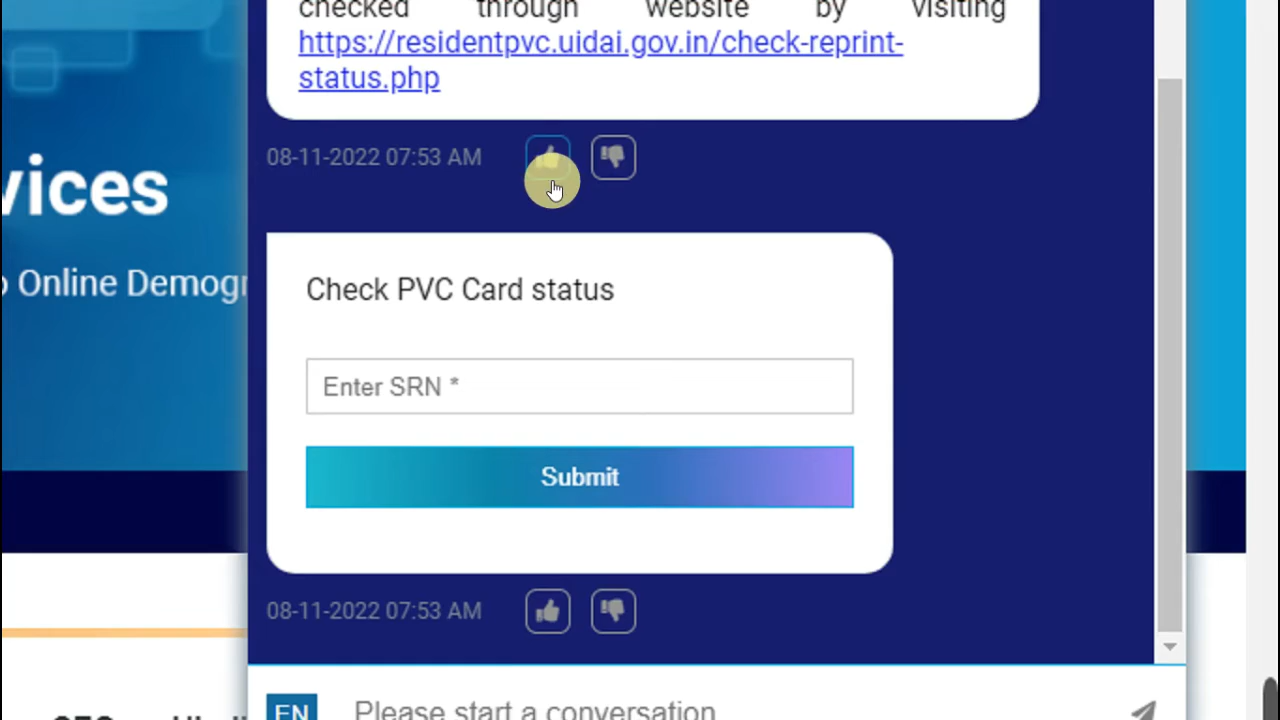 checked through website by visiting
https://residentpvc.uidai.gov.in/check-reprint-
status.php
08-11-2022 07:53 AM
vices
Online Demogr
Check PVC Card status
Enter SRN *
Submit
08-11-2022 07:53 AM
EN Please start a conversation